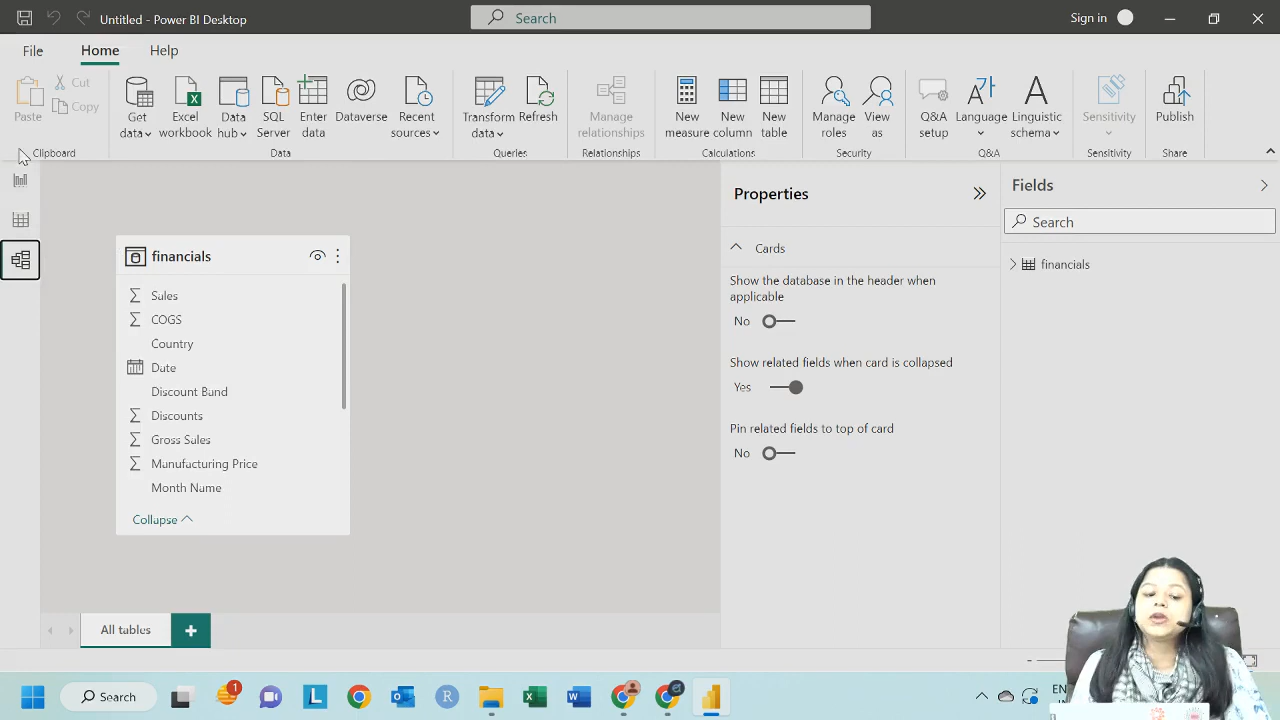 Untitled - Power BI Desktop
Search
Sign in
File
Home
Help
Paste
Cut
Copy
Clipboard
Get
data
Excel
workbook
Data
hub
SQL
Server
Enter
data
Dataverse
Recent
sources
Data
Transform
data
Refresh
Queries
Manage
relationships
Relationships
New
measure
New
column
New
table
Calculations
Manage
roles
View
as
Security
Q&A
setup
Language
Linguistic
schema
Q&A
Sensitivity
Sensitivity
Publish
Share
financials
Sales
COGS
Country
Date
Discount Band
Discounts
Gross Sales
Manufacturing Price
Month Name
Collapse
All tables
Properties
Cards
Show the database in the header when
applicable
No
Show related fields when card is collapsed
Yes
Pin related fields to top of card
No
Fields
Search
financials
Search
1
EN